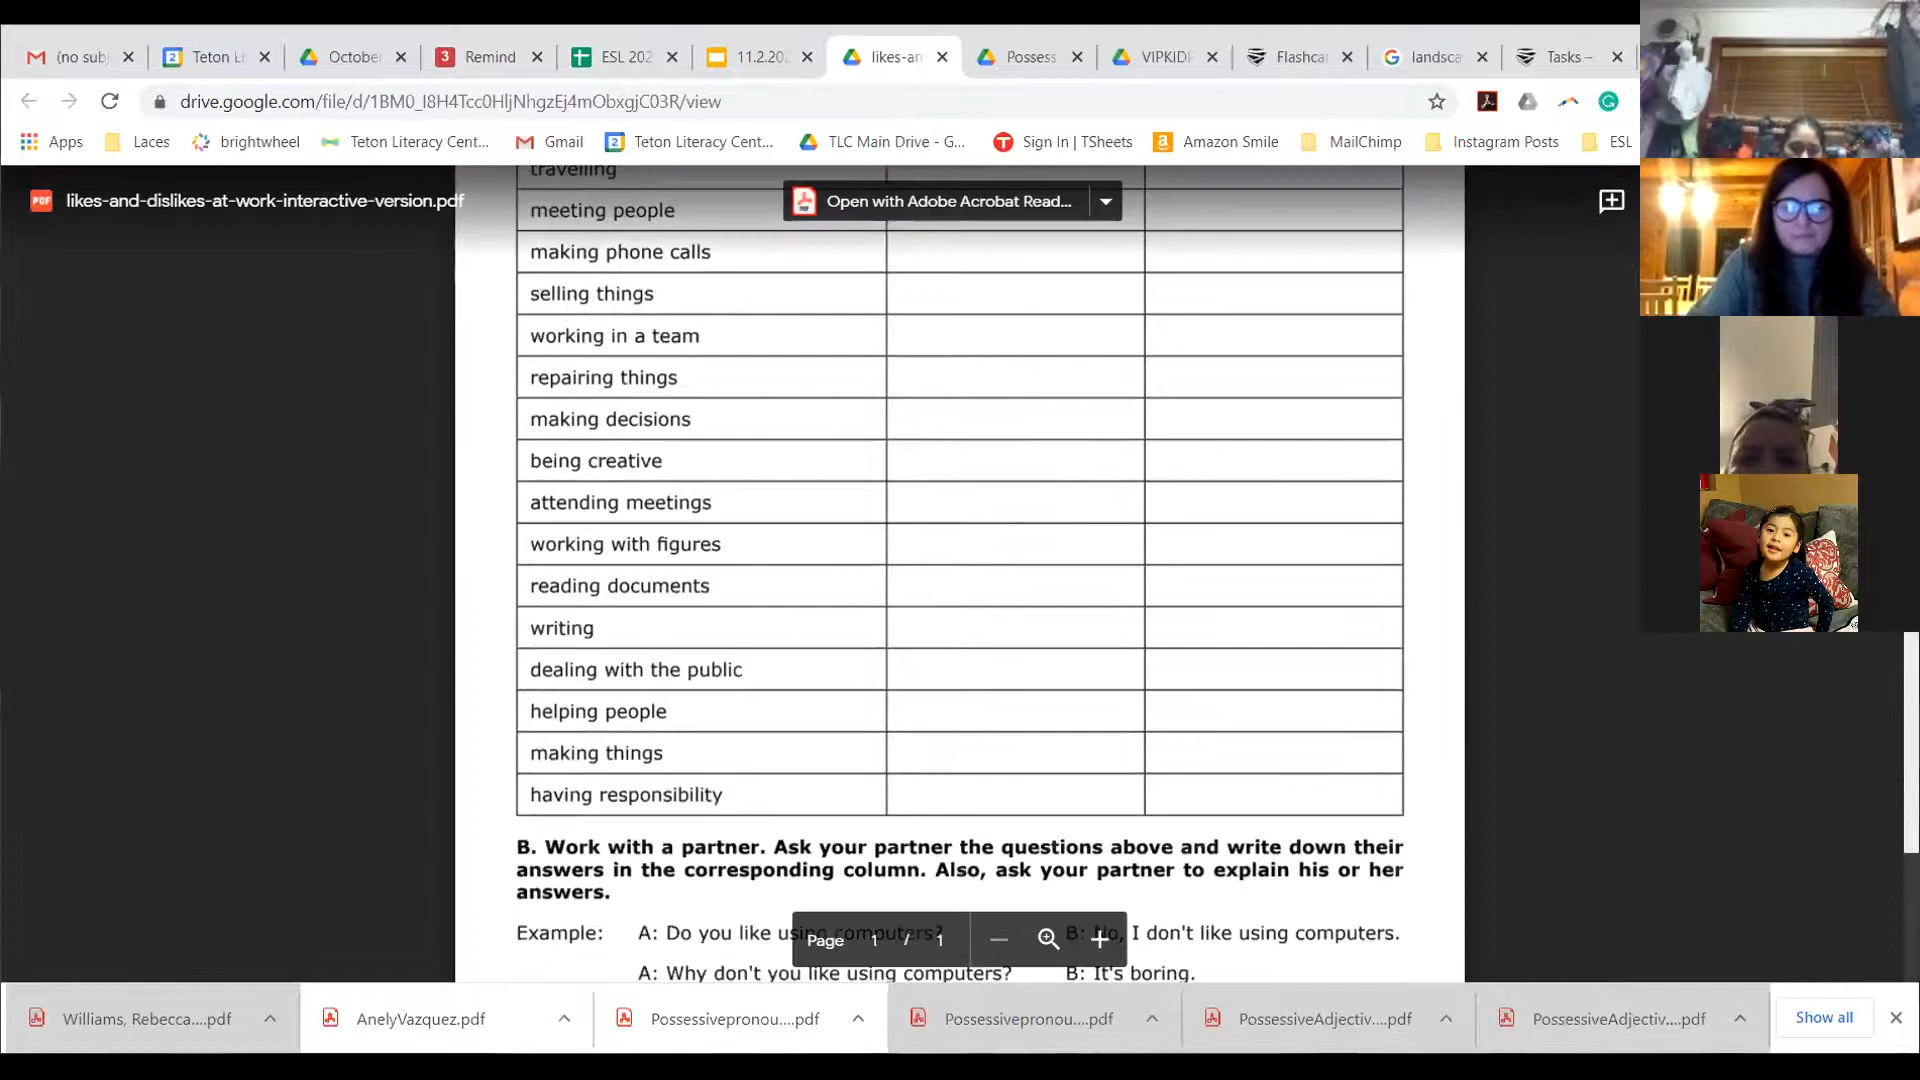 (no sub
Teton Li
October
3 Remind
ESL 202
11.2.20
likes-an
Possess
VIPKID
Flashca
landsca
Tasks –
drive.google.com/file/d/1BM0_I8H4Tcc0HljNhgzEj4mObxgjC03R/view
Apps
Laces
brightwheel
Teton Literacy Cent...
Gmail
2 Teton Literacy Cent...
TLC Main Drive - G...
Sign In | TSheets
Amazon Smile
MailChimp
Instagram Posts
ESL
travelling
PDF likes-and-dislikes-at-work-interactive-version.pdf
Open with Adobe Acrobat Read...
meeting people
making phone calls
selling things
working in a team
repairing things
making decisions
being creative
attending meetings
working with figures
reading documents
writing
dealing with the public
helping people
making things
having responsibility
B. Work with a partner. Ask your partner the questions above and write down their
answers in the corresponding column. Also, ask your partner to explain his or her
answers.
Example: A: Do you like using computers? B: No, I don't like using computers.
Page 1 / 1
A: Why don't you like using computers? B: It's boring.
Williams, Rebecca....pdf
AnelyVazquez.pdf
Possessivepronou....pdf
Possessivepronou....pdf
PossessiveAdjectiv....pdf
PossessiveAdjectiv....pdf
Show all